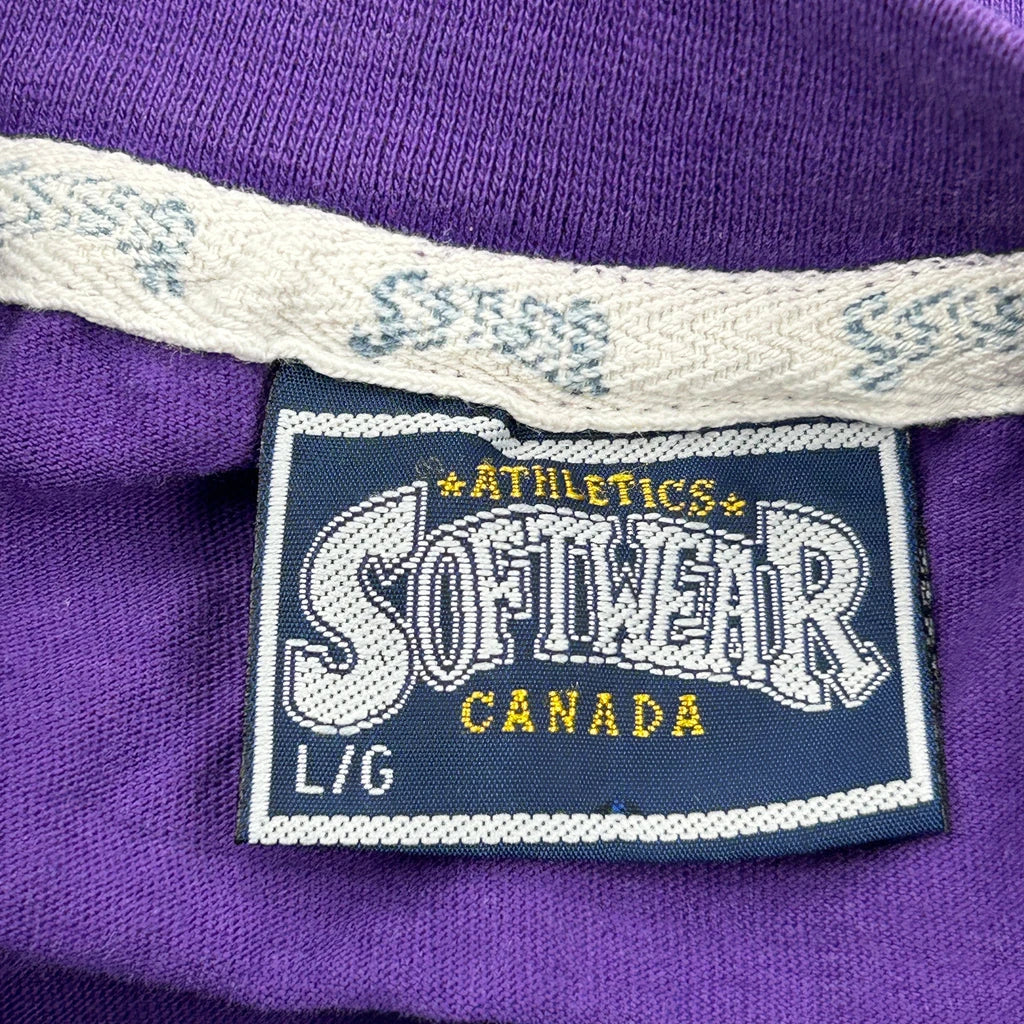 ★ATHLETICS★
SOFTWEAR
CANADA
L/G